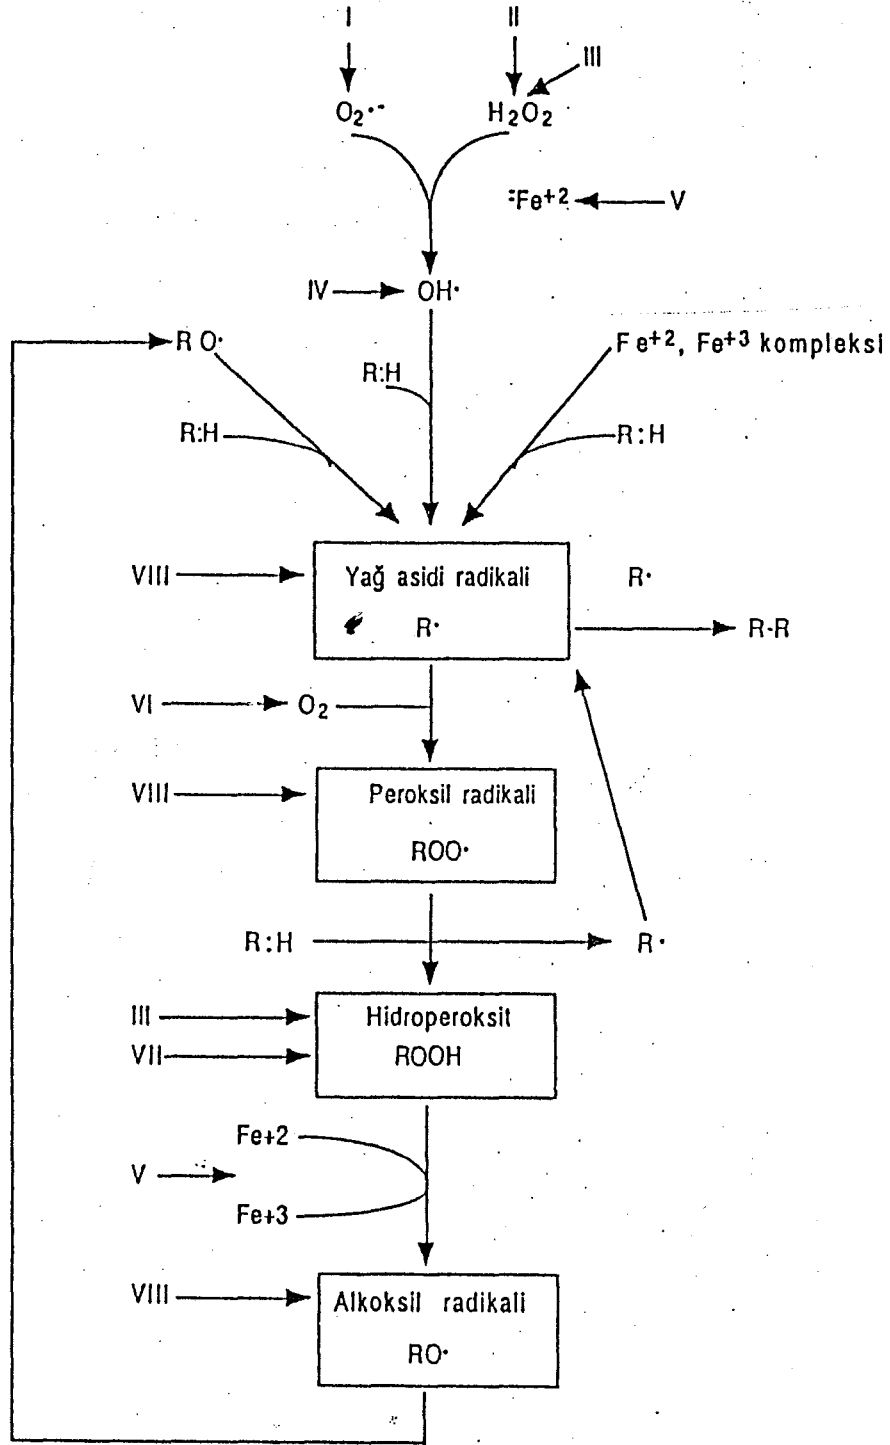 I II
III
O2·- H2O2
:Fe+2 V
IV OH·
RO· Fe+2, Fe+3 kompleksi
R:H
R:H R:H
VIII Yağ asidi radikali R·
R· R-R
VI O2
VIII Peroksil radikali
ROO·
R:H R·
III Hidroperoksit
VII ROOH
Fe+2
V
Fe+3
VIII Alkoksil radikali
RO·